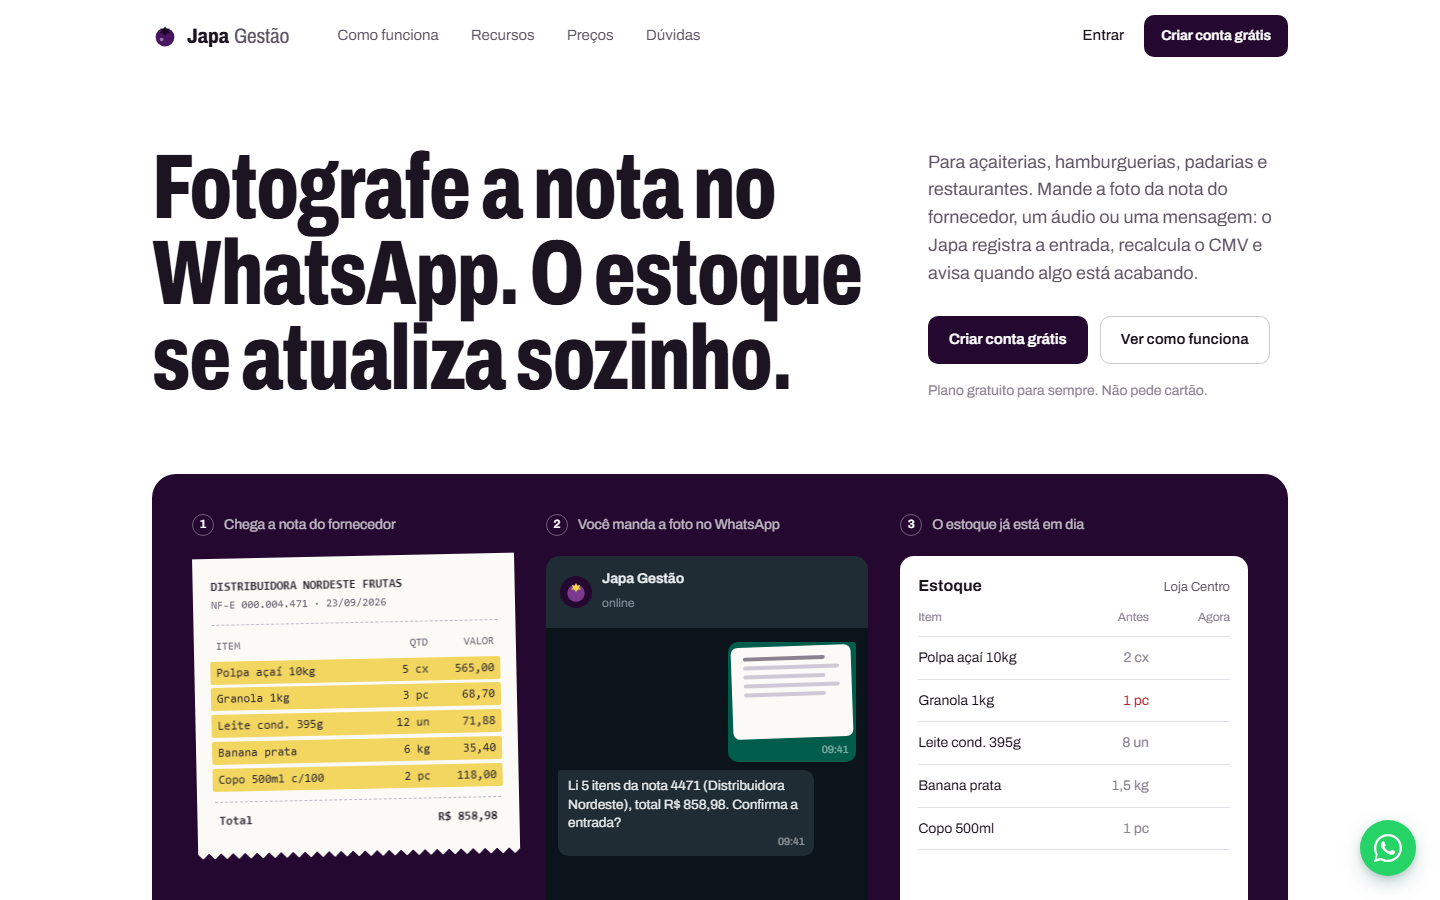 Japa Gestão
Como funciona
Recursos
Preços
Dúvidas
Entrar
Criar conta grátis
Fotografe a nota no
WhatsApp. O estoque
se atualiza sozinho.
Para açaiterias, hamburguerias, padarias e
restaurantes. Mande a foto da nota do
fornecedor, um áudio ou uma mensagem: o
Japa registra a entrada, recalcula o CMV e
avisa quando algo está acabando.
Criar conta grátis
Ver como funciona
Plano gratuito para sempre. Não pede cartão.
1 Chega a nota do fornecedor
DISTRIBUIDORA NORDESTE FRUTAS
NF-E 000.004.471 · 23/09/2026
ITEM QTD VALOR
Polpa açaí 10kg 5 cx 565,00
Granola 1kg 3 pc 68,70
Leite cond. 395g 12 un 71,88
Banana prata 6 kg 35,40
Copo 500ml c/100 2 pc 118,00
Total R$ 858,98
2 Você manda a foto no WhatsApp
Japa Gestão
online
09:41
Li 5 itens da nota 4471 (Distribuidora
Nordeste), total R$ 858,98. Confirma a
entrada?
09:41
3 O estoque já está em dia
Estoque Loja Centro
Item Antes Agora
Polpa açaí 10kg 2 cx
Granola 1kg 1 pc
Leite cond. 395g 8 un
Banana prata 1,5 kg
Copo 500ml 1 pc